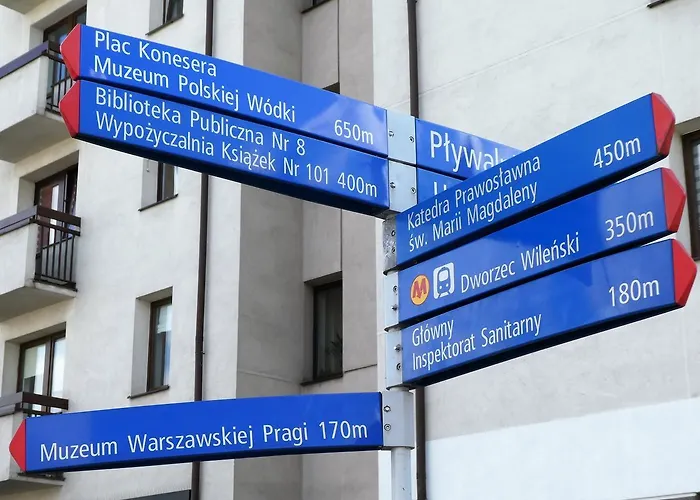 Plac Konesera
Muzeum Polskiej Wódki 650m
Biblioteka Publiczna Nr 8
Wypożyczalnia Książek Nr 101 400m
Katedra Prawosławna
św. Marii Magdaleny 450m
M Dworzec Wileński 350m
Główny
Inspektorat Sanitarny 180m
Muzeum Warszawskiej Pragi 170m